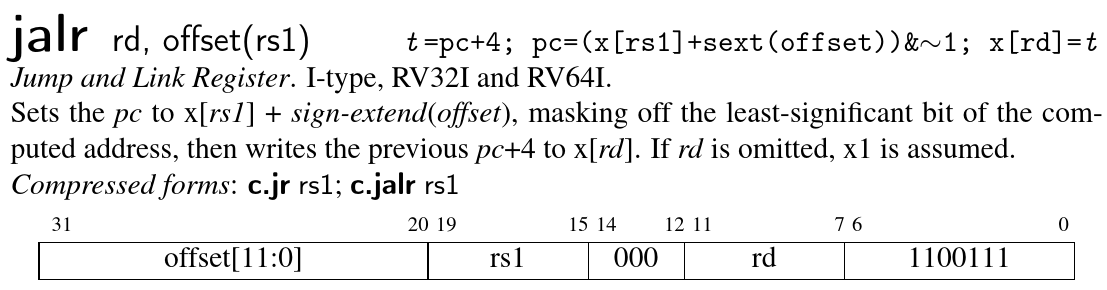 jalr rd, offset(rs1) t=pc+4; pc=(x[rs1]+sext(offset))&~1; x[rd]=t
Jump and Link Register. I-type, RV32I and RV64I.
Sets the pc to x[rs1] + sign-extend(offset), masking off the least-significant bit of the com-
puted address, then writes the previous pc+4 to x[rd]. If rd is omitted, x1 is assumed.
Compressed forms: c.jr rs1; c.jalr rs1
31 20 19 15 14 12 11 7 6 0
offset[11:0] rs1 000 rd 1100111